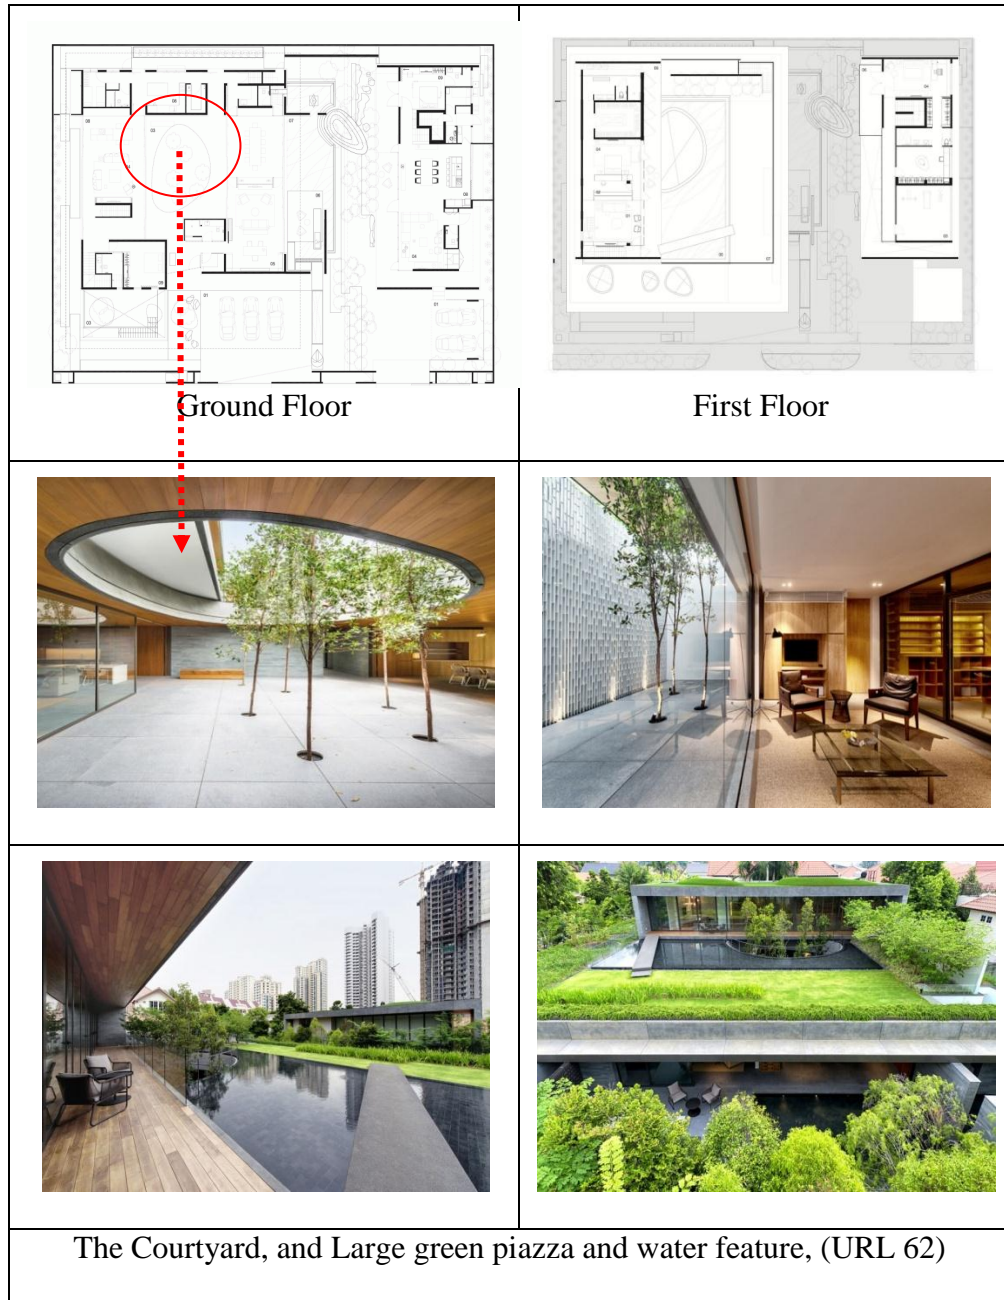 Ground Floor
First Floor
The Courtyard, and Large green piazza and water feature, (URL 62)